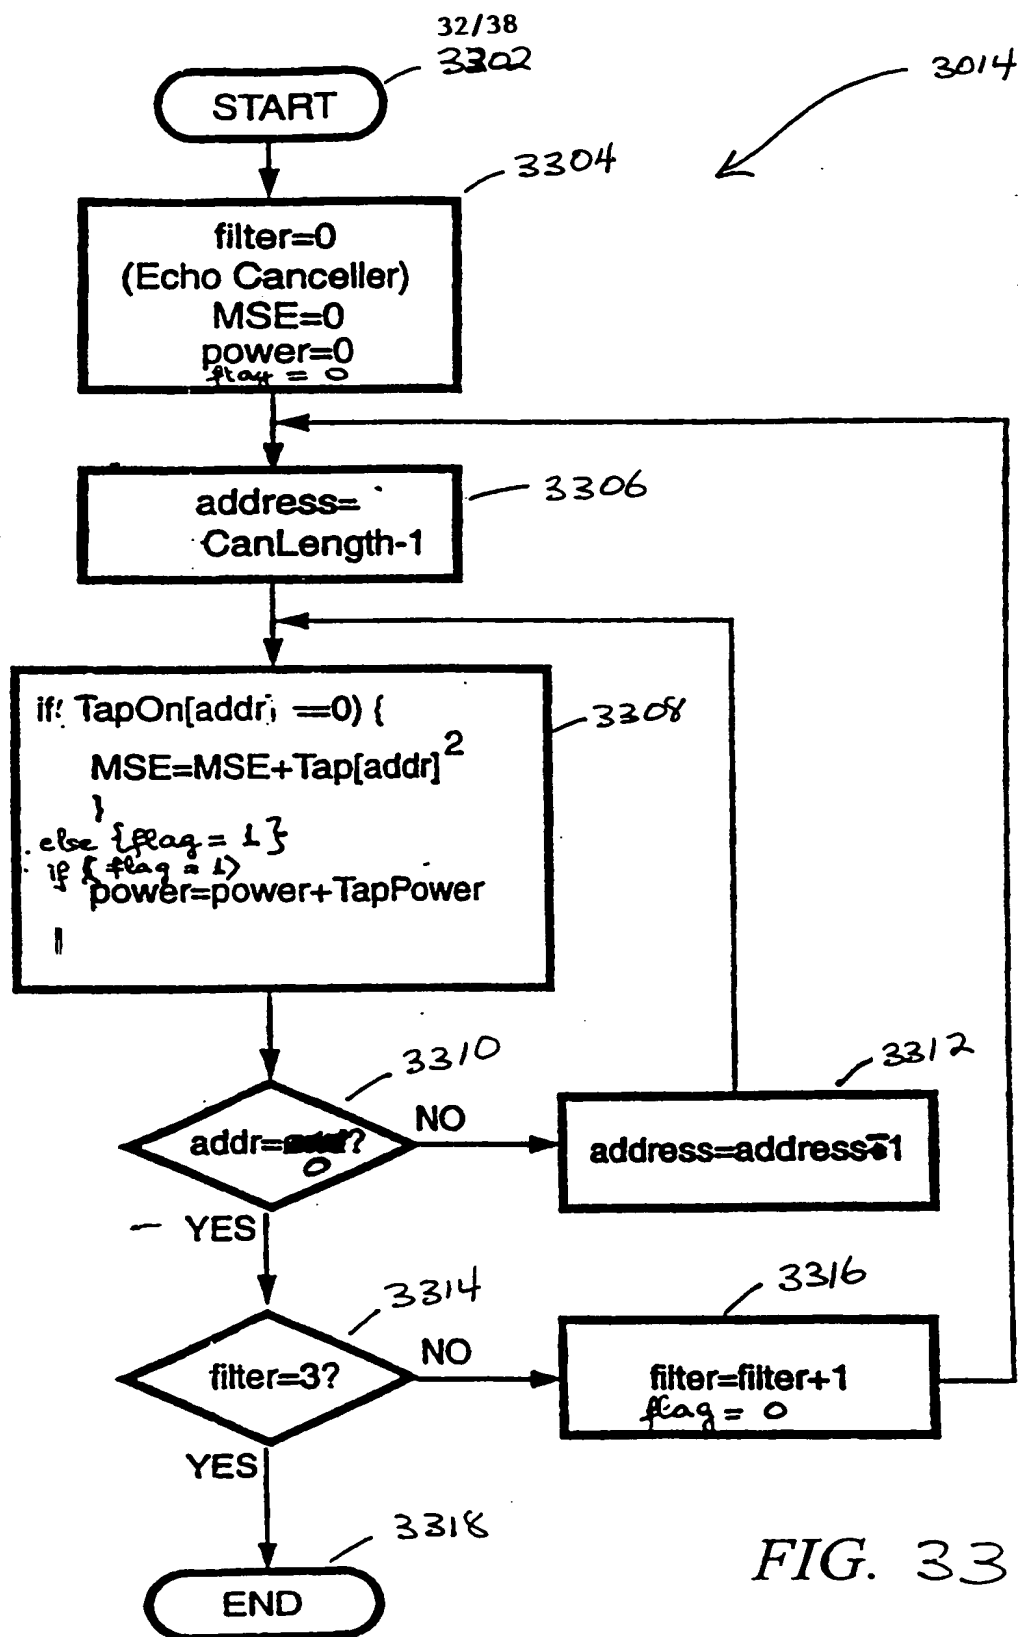 32/38
3302
3014
START
3304
filter=0
(Echo Canceller)
MSE=0
power=0
flag = 0
3306
address=
CanLength-1
if TapOn[addr] ==0) {
3308
MSE=MSE+Tap[addr]²
}
else {flag = 1}
if (flag = 1)
power=power+TapPower
3310
3312
NO
addr= ?
0
address=address-1
YES
3314
3316
NO
filter=3?
filter=filter+1
flag = 0
YES
3318
END
FIG. 33